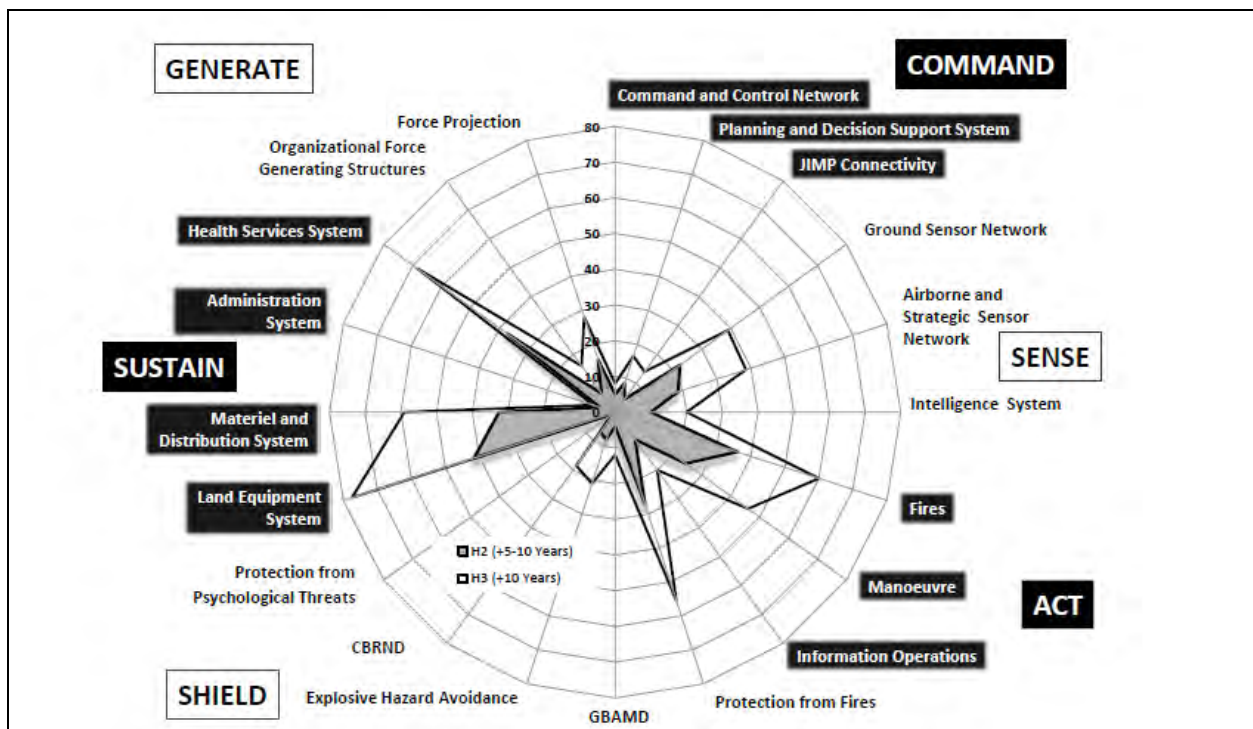 GENERATE
COMMAND
Command and Control Network
Force Projection
80
Planning and Decision Support System
Organizational Force
Generating Structures
70
JIMP Connectivity
60
Health Services System
50
Ground Sensor Network
40
Administration
System
30
Airborne and
Strategic Sensor
Network
20
SENSE
SUSTAIN
10
0
Intelligence System
Materiel and
Distribution System
Land Equipment
System
Fires
H2 (+5-10 Years)
H3 (+10 Years)
Protection from
Psychological Threats
Manoeuvre
ACT
CBRND
Information Operations
SHIELD
Explosive Hazard Avoidance
GBAMD
Protection from Fires